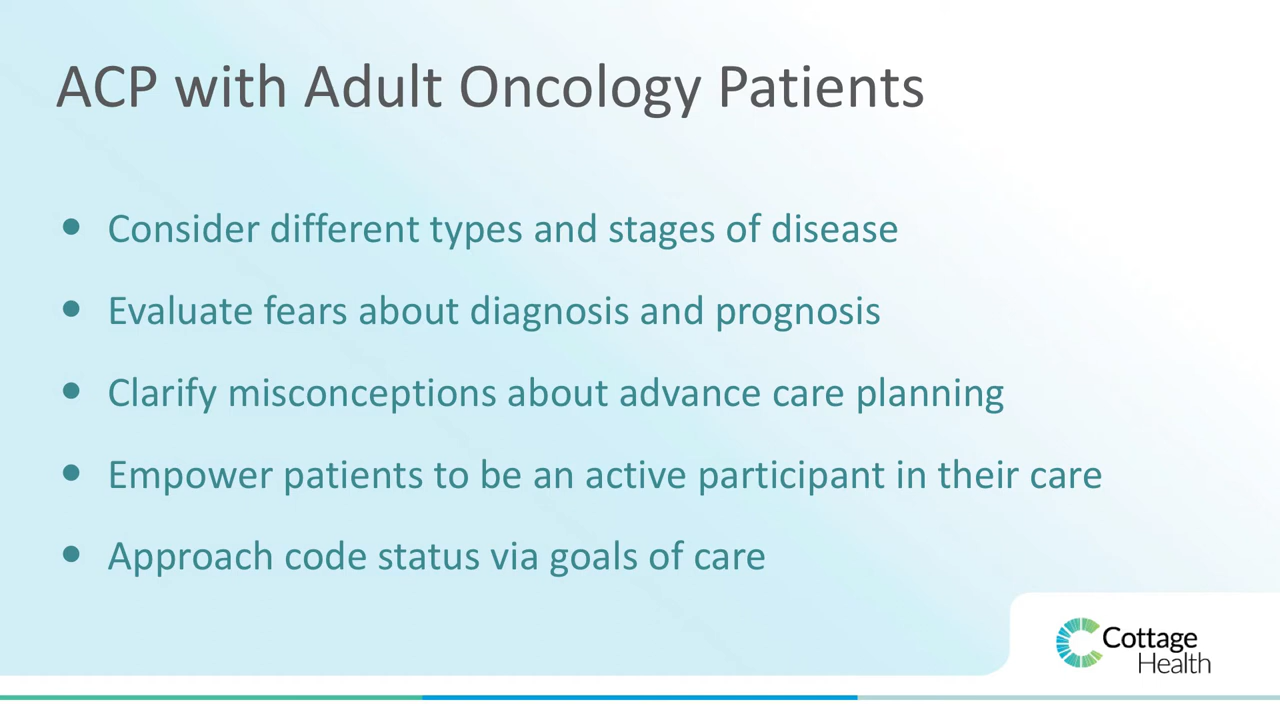 ACP with Adult Oncology Patients
• Consider different types and stages of disease
• Evaluate fears about diagnosis and prognosis
• Clarify misconceptions about advance care planning
• Empower patients to be an active participant in their care
• Approach code status via goals of care
Cottage
Health